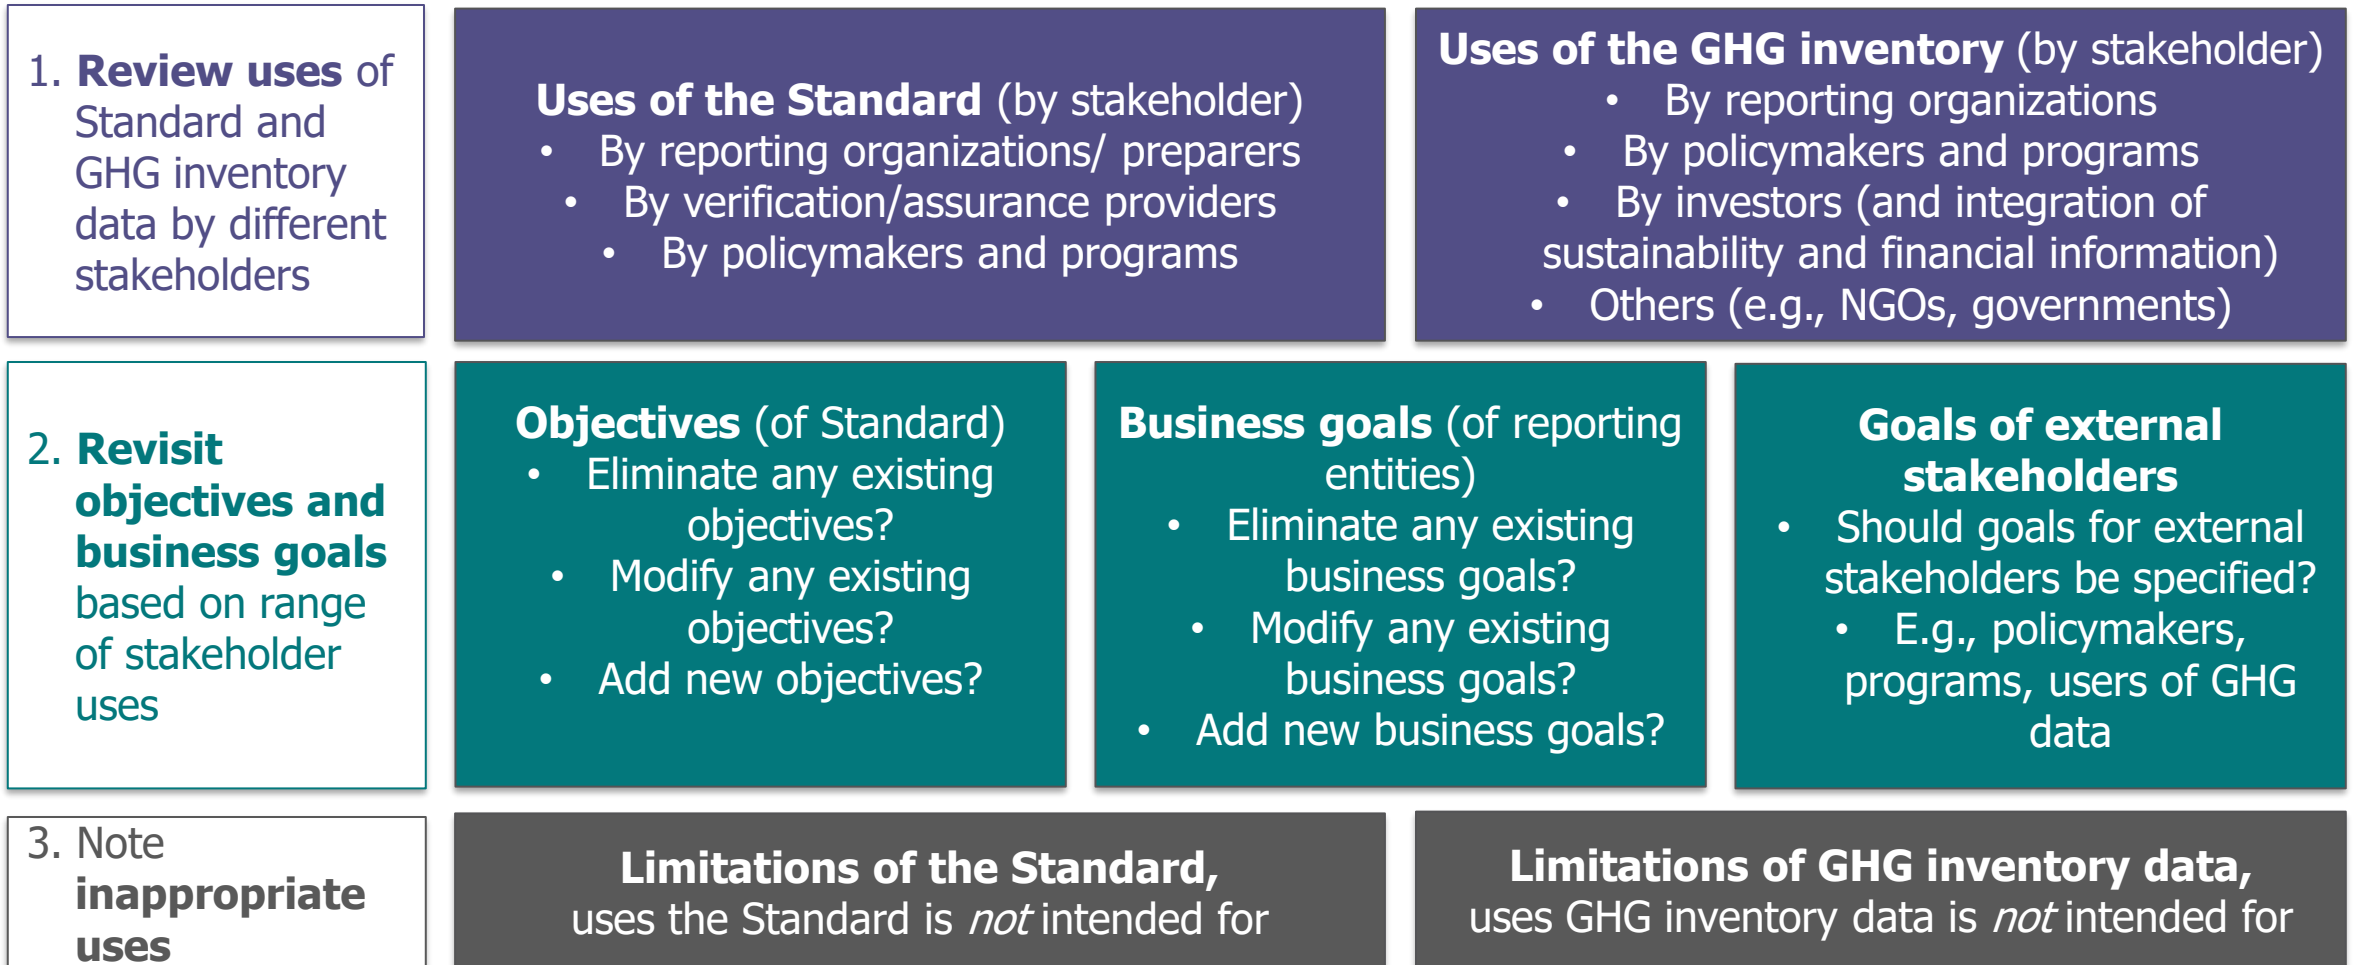 1. Review uses of
Standard and
GHG inventory
data by different
stakeholders
Uses of the Standard (by stakeholder)
• By reporting organizations/ preparers
• By verification/assurance providers
• By policymakers and programs
Uses of the GHG inventory (by stakeholder)
• By reporting organizations
• By policymakers and programs
• By investors (and integration of
sustainability and financial information)
• Others (e.g., NGOs, governments)
2. Revisit
objectives and
business goals
based on range
of stakeholder
uses
Objectives (of Standard)
• Eliminate any existing
objectives?
• Modify any existing
objectives?
• Add new objectives?
Business goals (of reporting
entities)
• Eliminate any existing
business goals?
• Modify any existing
business goals?
• Add new business goals?
Goals of external
stakeholders
• Should goals for external
stakeholders be specified?
• E.g., policymakers,
programs, users of GHG
data
3. Note
inappropriate
uses
Limitations of the Standard,
uses the Standard is not intended for
Limitations of GHG inventory data,
uses GHG inventory data is not intended for